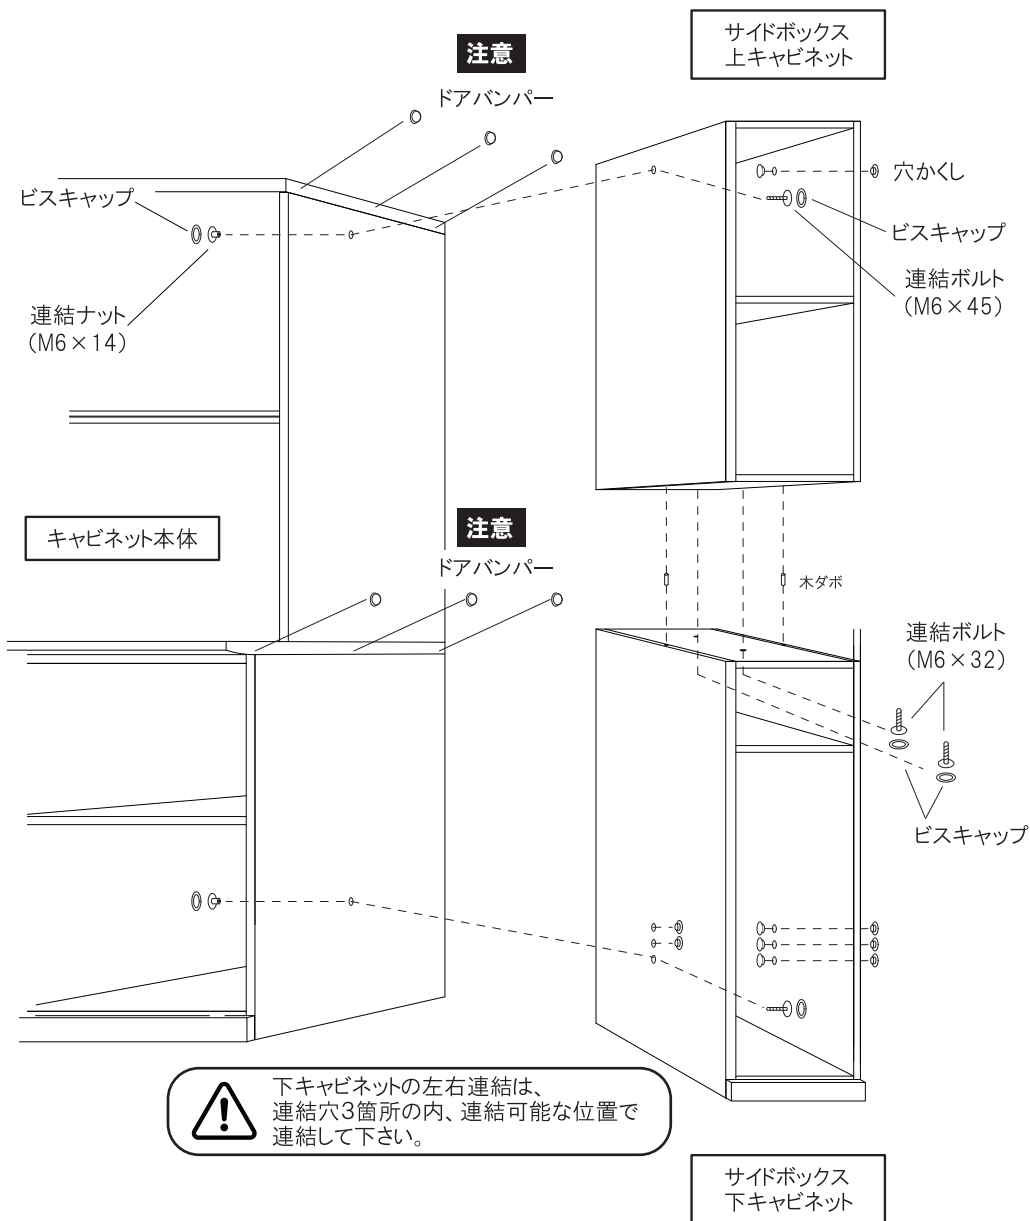 注意
ドアバンパー
サイドボックス
上キャビネット
ビスキャップ
連結ナット
(M6×14)
穴かくし
ビスキャップ
連結ボルト
(M6×45)
キャビネット本体
注意
ドアバンパー
木ダボ
連結ボルト
(M6×32)
ビスキャップ
下キャビネットの左右連結は、
連結穴3箇所の内、連結可能な位置で
連結して下さい。
サイドボックス
下キャビネット